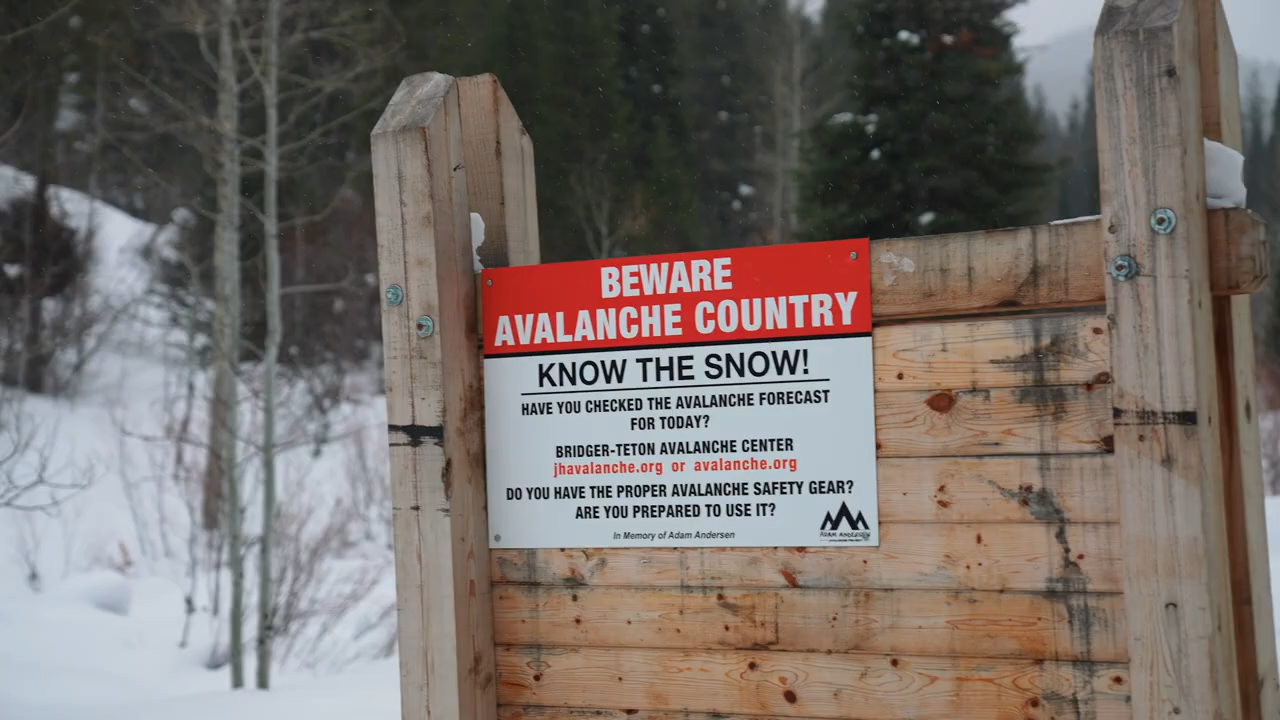 BEWARE
AVALANCHE COUNTRY
KNOW THE SNOW!
HAVE YOU CHECKED THE AVALANCHE FORECAST
FOR TODAY?
BRIDGER-TETON AVALANCHE CENTER
jhavalanche.org or avalanche.org
DO YOU HAVE THE PROPER AVALANCHE SAFETY GEAR?
ARE YOU PREPARED TO USE IT?
In Memory of Adam Andersen
ADAM ANDERSEN